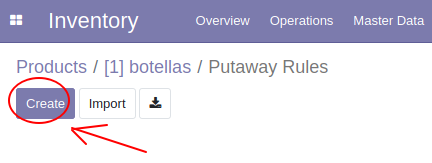 Inventory Overview Operations Master Data
Products / [1] botellas / Putaway Rules
Create Import